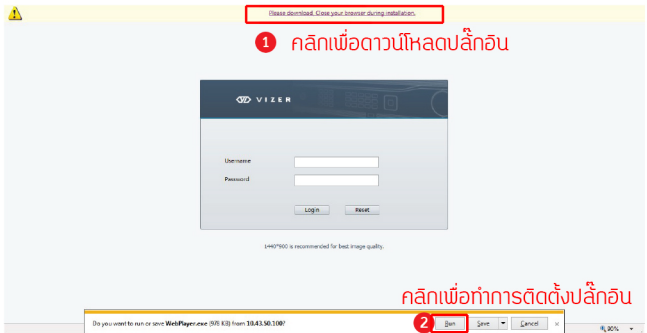 Please download. Close your browser during installation.
1 คลิกเพื่อดาวน์โหลดปลั๊กอิน
VIZER
Username
Password
Login Reset
1440*900 is recommended for best image quality.
คลิกเพื่อทำการติดตั้งปลั๊กอิน
Do you want to run or save WebPlayer.exe (978 KB) from 10.43.50.100?
2 Run Save Cancel ×
90%